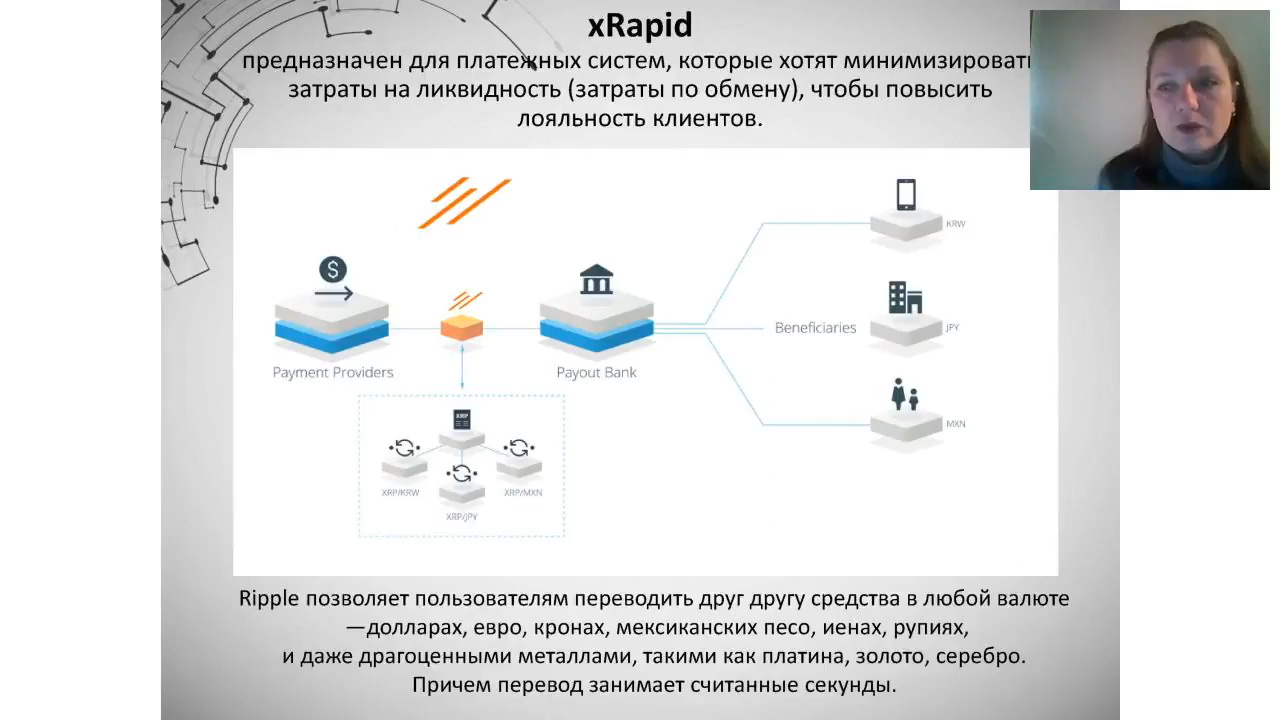 xRapid
предназначен для платежных систем, которые хотят минимизировать
затраты на ликвидность (затраты по обмену), чтобы повысить
лояльность клиентов.
KRW
Beneficiaries
JPY
Payment Providers
Payout Bank
XRP
MXN
XRP/KRW
XRP/MXN
XRP/JPY
Ripple позволяет пользователям переводить друг другу средства в любой валюте
—долларах, евро, кронах, мексиканских песо, иенах, рупиях,
и даже драгоценными металлами, такими как платина, золото, серебро.
Причем перевод занимает считанные секунды.